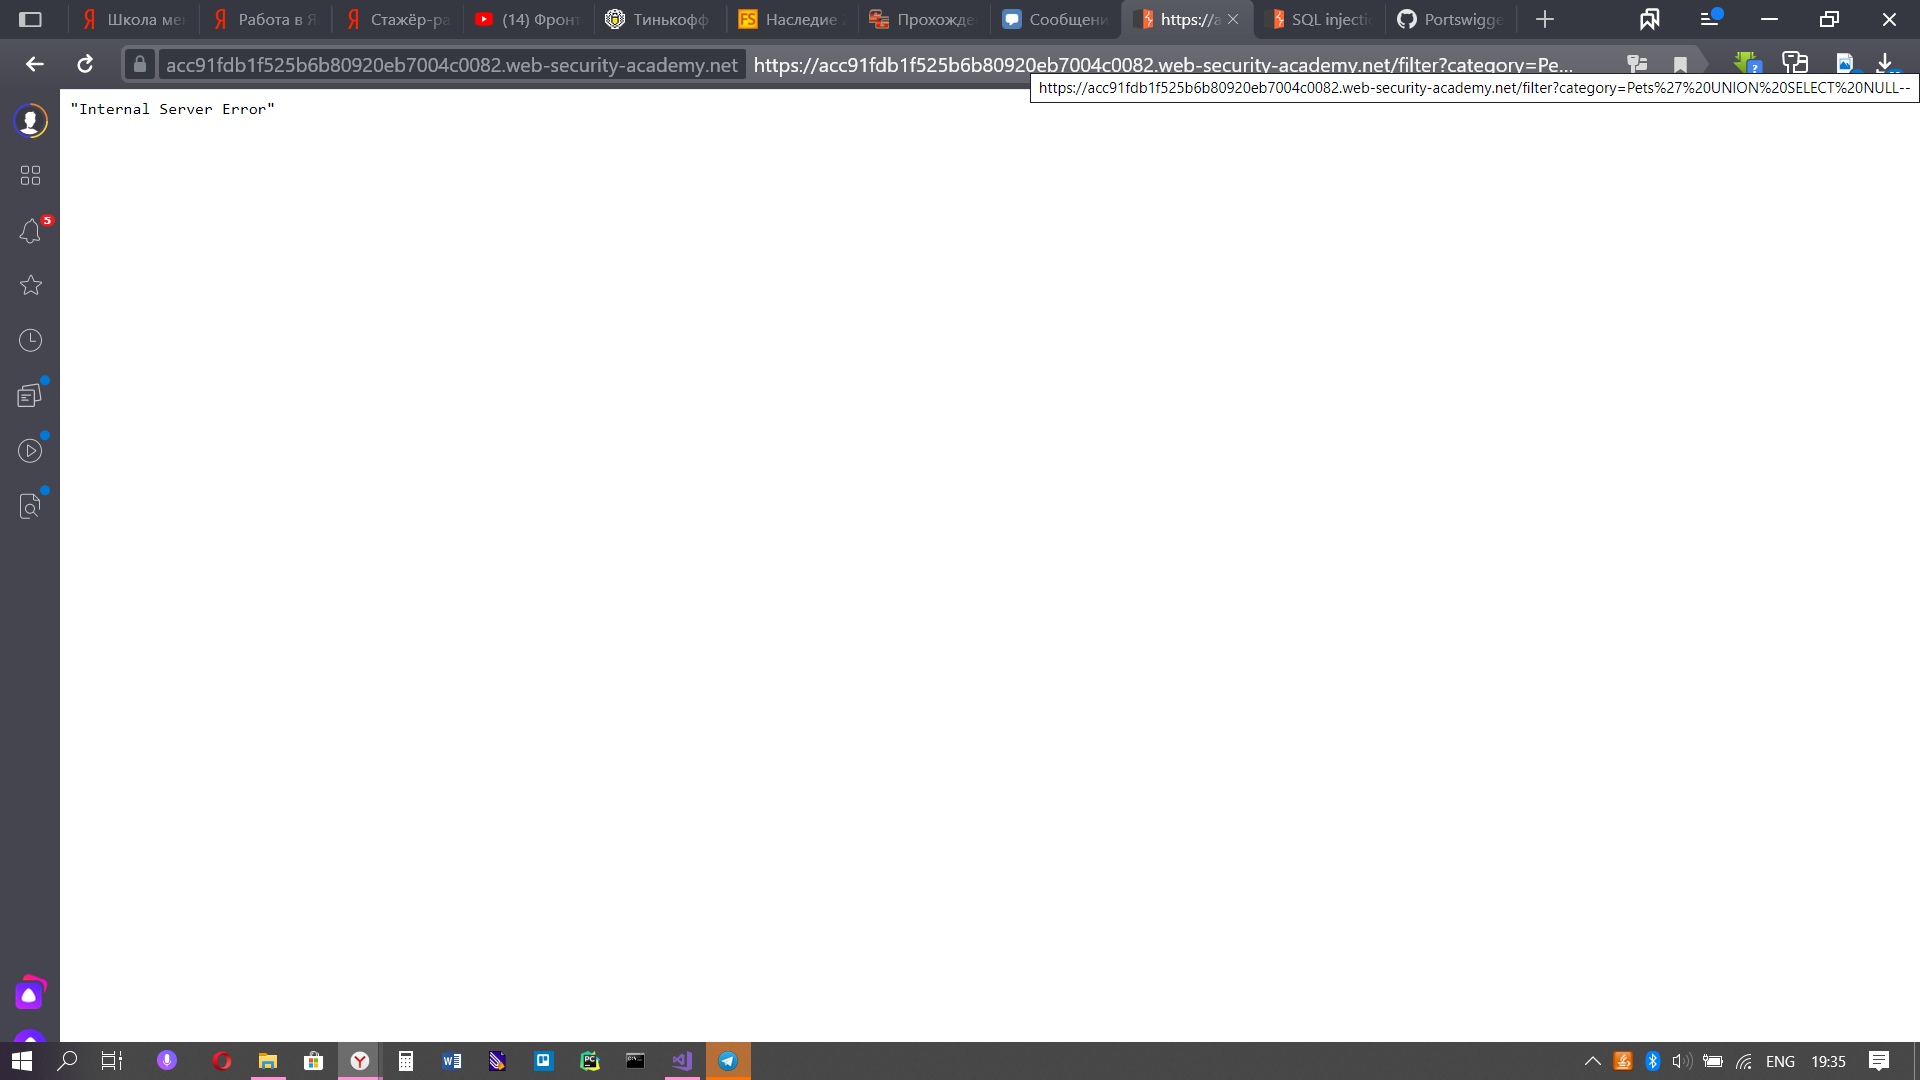 Школа ме
Работа в Я
Стажёр-ра
(14) Фронт
Тинькофф
FS Наследие
Прохожде
Сообщени
https://a
SQL injecti
Portswigge
acc91fdb1f525b6b80920eb7004c0082.web-security-academy.net https://acc91fdb1f525b6b80920eb7004c0082.web-security-academy.net/filter?category=Pe...
https://acc91fdb1f525b6b80920eb7004c0082.web-security-academy.net/filter?category=Pets%27%20UNION%20SELECT%20NULL--
"Internal Server Error"
5
ENG 19:35